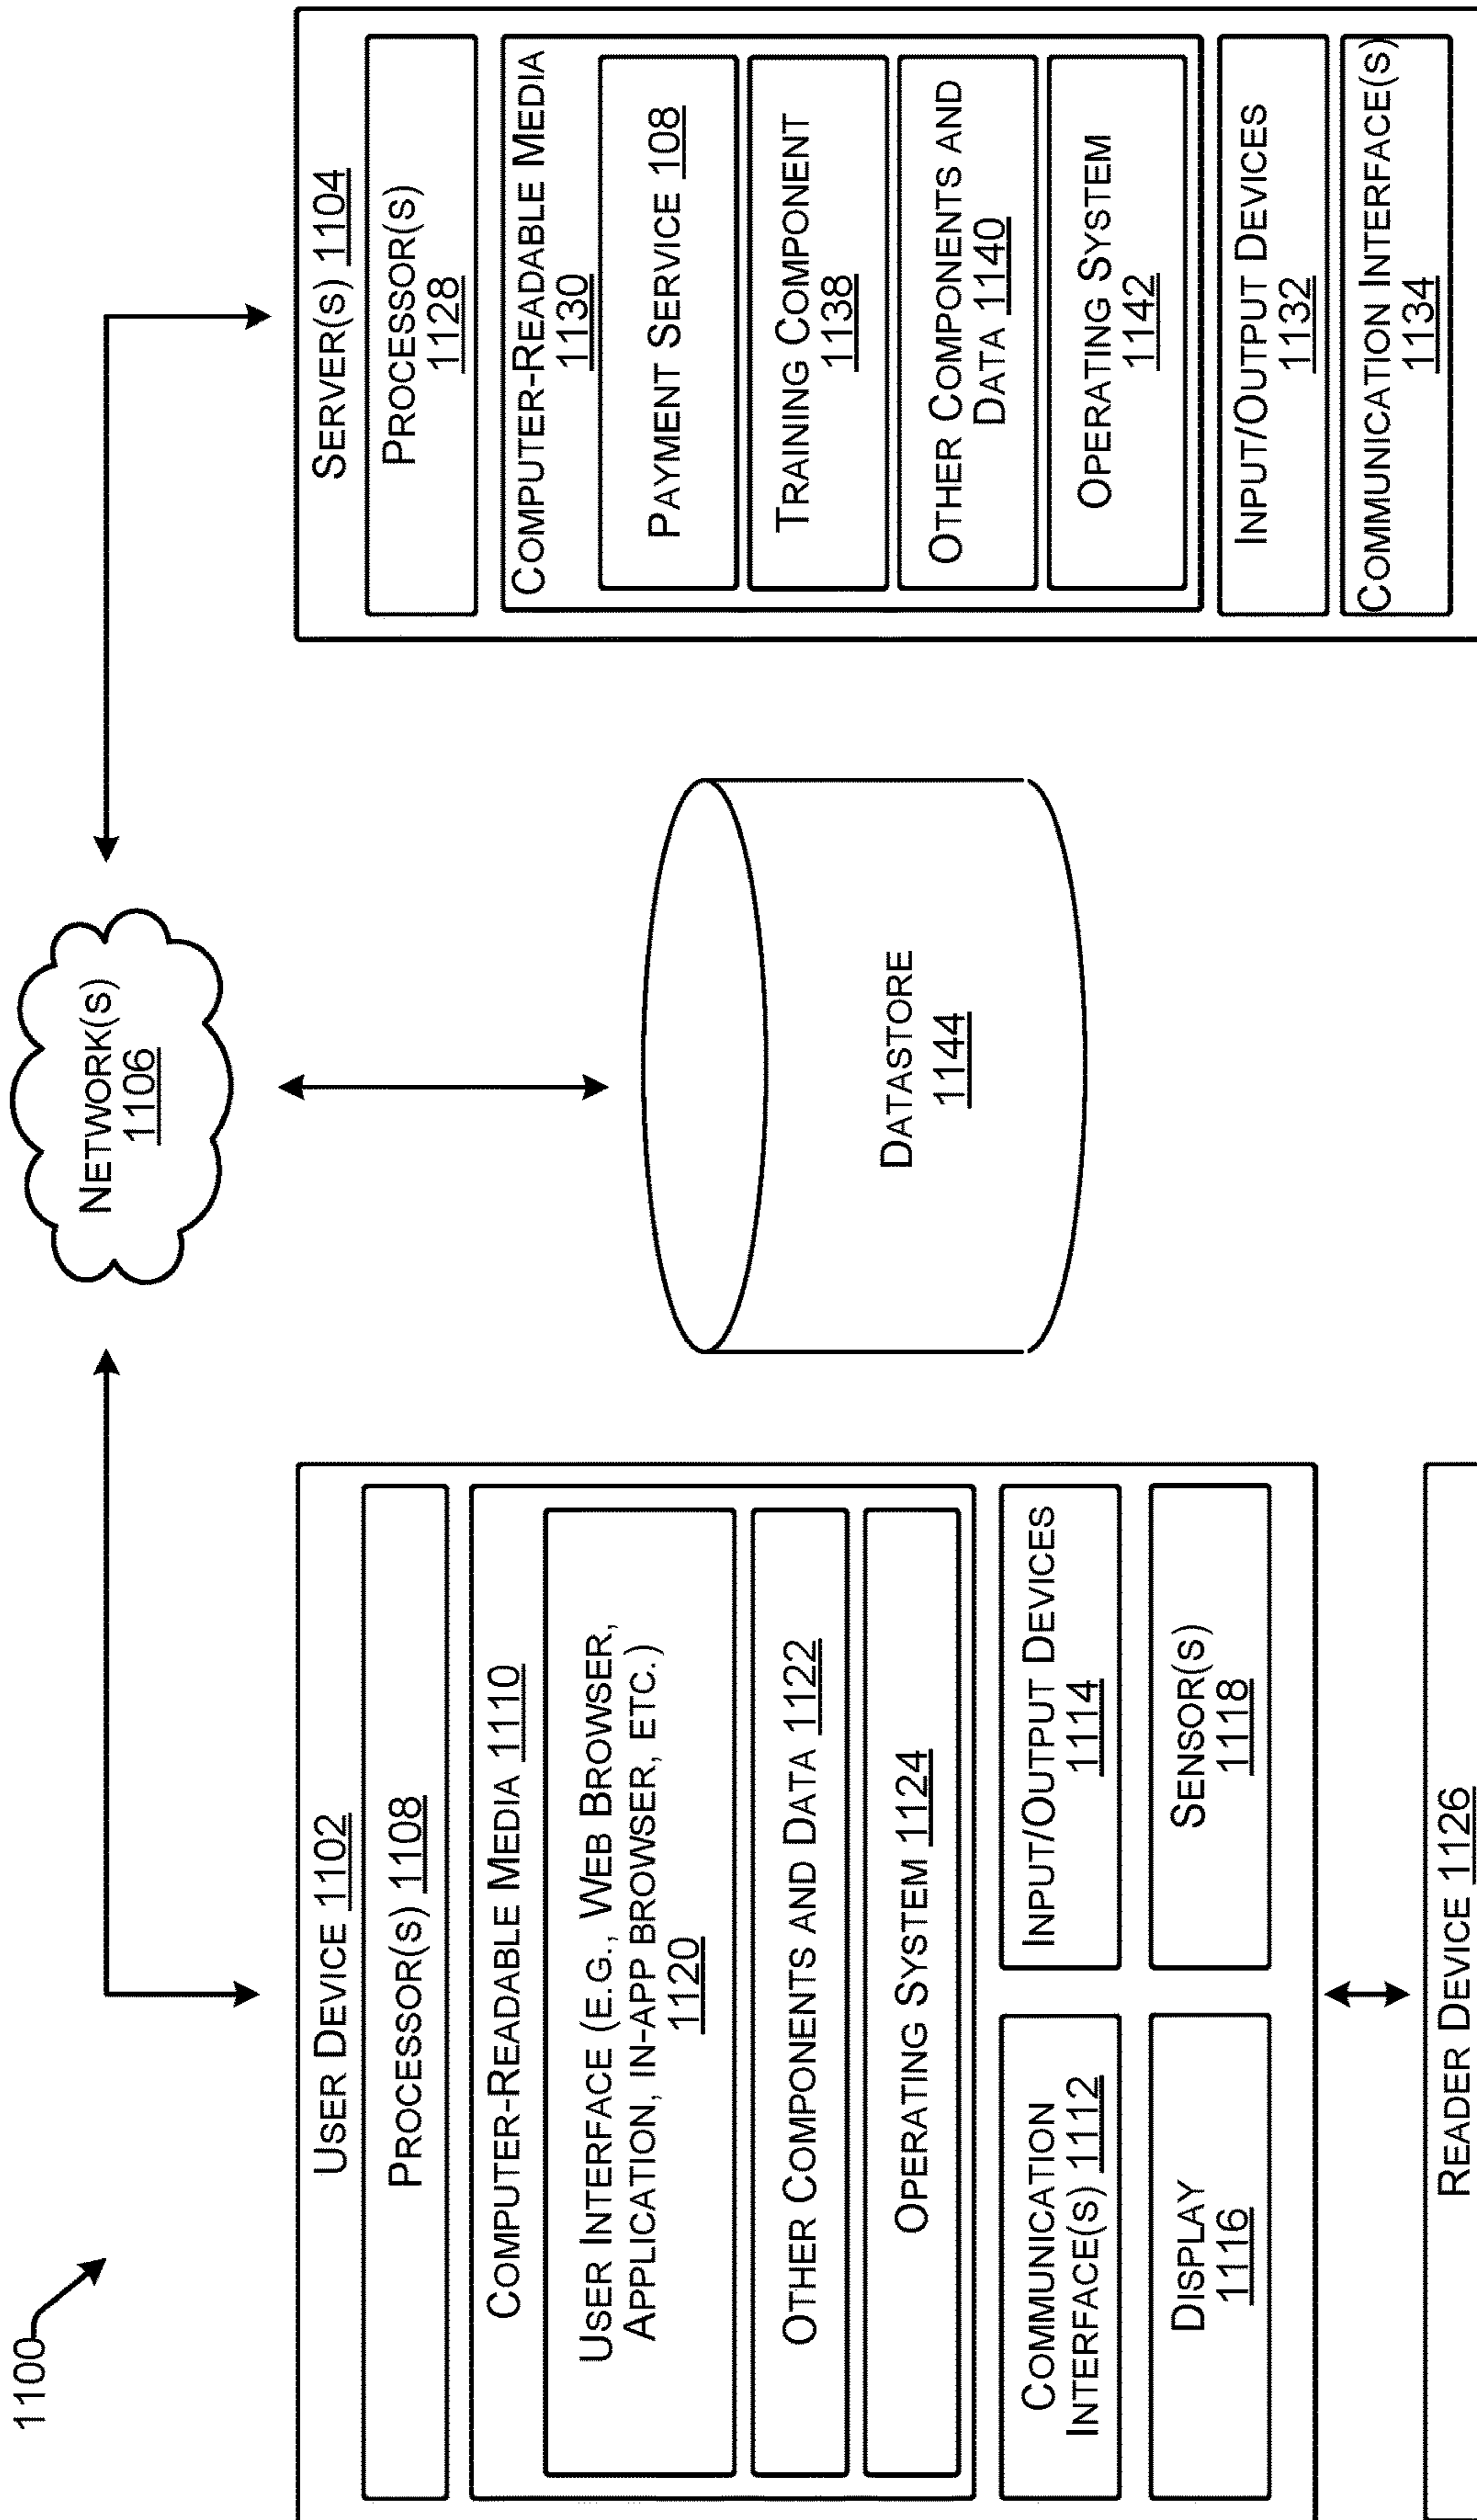 1100
NETWORK(S)
1106
USER DEVICE 1102
PROCESSOR(S) 1108
COMPUTER-READABLE MEDIA 1110
USER INTERFACE (E.G., WEB BROWSER,
APPLICATION, IN-APP BROWSER, ETC.)
1120
OTHER COMPONENTS AND DATA 1122
OPERATING SYSTEM 1124
COMMUNICATION
INTERFACE(S) 1112
INPUT/OUTPUT DEVICES
1114
DISPLAY
1116
SENSOR(S)
1118
READER DEVICE 1126
DATASTORE
1144
SERVER(S) 1104
PROCESSOR(S)
1128
COMPUTER-READABLE MEDIA
1130
PAYMENT SERVICE 108
TRAINING COMPONENT
1138
OTHER COMPONENTS AND
DATA 1140
OPERATING SYSTEM
1142
INPUT/OUTPUT DEVICES
1132
COMMUNICATION INTERFACE(S)
1134